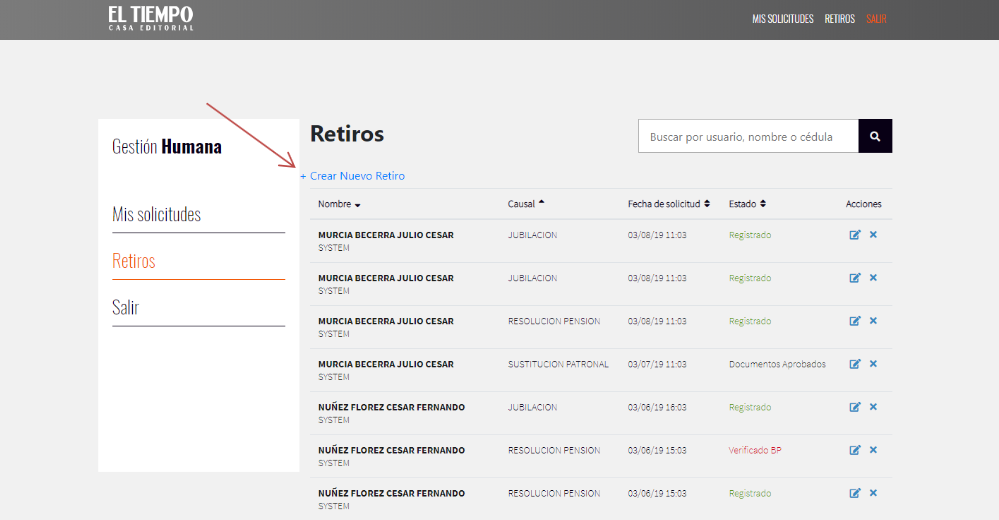 EL TIEMPO
CASA EDITORIAL
MIS SOLICITUDES RETIROS SALIR
Gestión Humana
Mis solicitudes
Retiros
Salir
Retiros
Buscar por usuario, nombre o cédula
+ Crear Nuevo Retiro
Nombre Causal Fecha de solicitud Estado Acciones
MURCIA BECERRA JULIO CESAR JUBILACION 03/08/19 11:03 Registrado
SYSTEM
MURCIA BECERRA JULIO CESAR JUBILACION 03/08/19 11:03 Registrado
SYSTEM
MURCIA BECERRA JULIO CESAR RESOLUCION PENSION 03/08/19 11:03 Registrado
SYSTEM
MURCIA BECERRA JULIO CESAR SUSTITUCION PATRONAL 03/07/19 11:03 Documentos Aprobados
SYSTEM
NUÑEZ FLOREZ CESAR FERNANDO JUBILACION 03/06/19 16:03 Registrado
SYSTEM
NUÑEZ FLOREZ CESAR FERNANDO RESOLUCION PENSION 03/06/19 15:03 Verificado BP
SYSTEM
NUÑEZ FLOREZ CESAR FERNANDO RESOLUCION PENSION 03/06/19 15:03 Registrado
SYSTEM